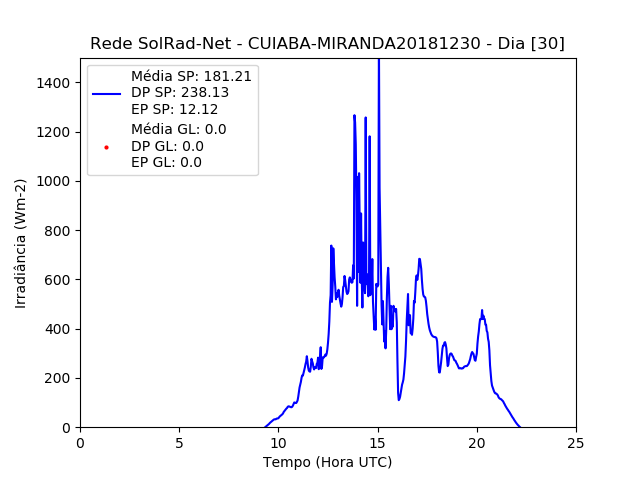 Rede SolRad-Net - CUIABA-MIRANDA20181230 - Dia [30]
Média SP: 181.21
DP SP: 238.13
EP SP: 12.12
Média GL: 0.0
DP GL: 0.0
EP GL: 0.0
Irradiância (Wm-2)
1400
1200
1000
800
600
400
200
0
0 5 10 15 20 25
Tempo (Hora UTC)